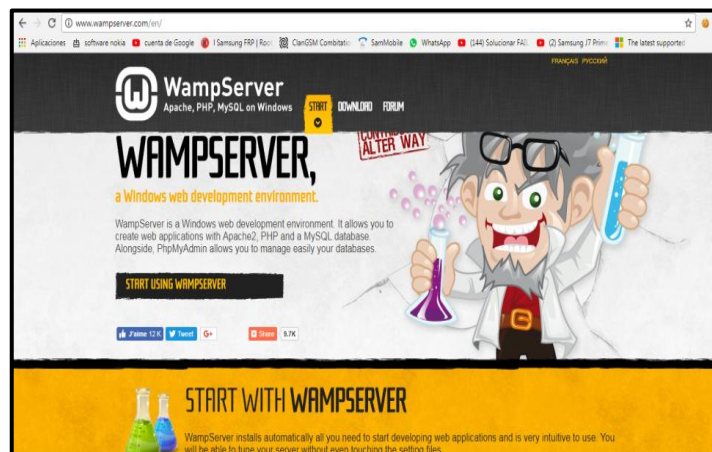 www.wampserver.com/en/
Aplicaciones software nokia cuenta de Google I Samsung FRP | Root ClanGSM Combitatic SamMobile WhatsApp (144) Solucionar FAL (2) Samsung J7 Prime The latest supported
FRANÇAIS РУССКИЙ
WampServer
Apache, PHP, MySQL on Windows
START DOWNLOAD FORUM
ALTER WAY
WAMPSERVER,
a Windows web development environment.
WampServer is a Windows web development environment. It allows you to
create web applications with Apache2, PHP and a MySQL database.
Alongside, PhpMyAdmin allows you to manage easily your databases.
START USING WAMPSERVER
J'aime 12 K Tweet G+ Share 9.7K
START WITH WAMPSERVER
WampServer installs automatically all you need to start developing web applications and is very intuitive to use. You
will be able to tune your server without even touching the setting files.